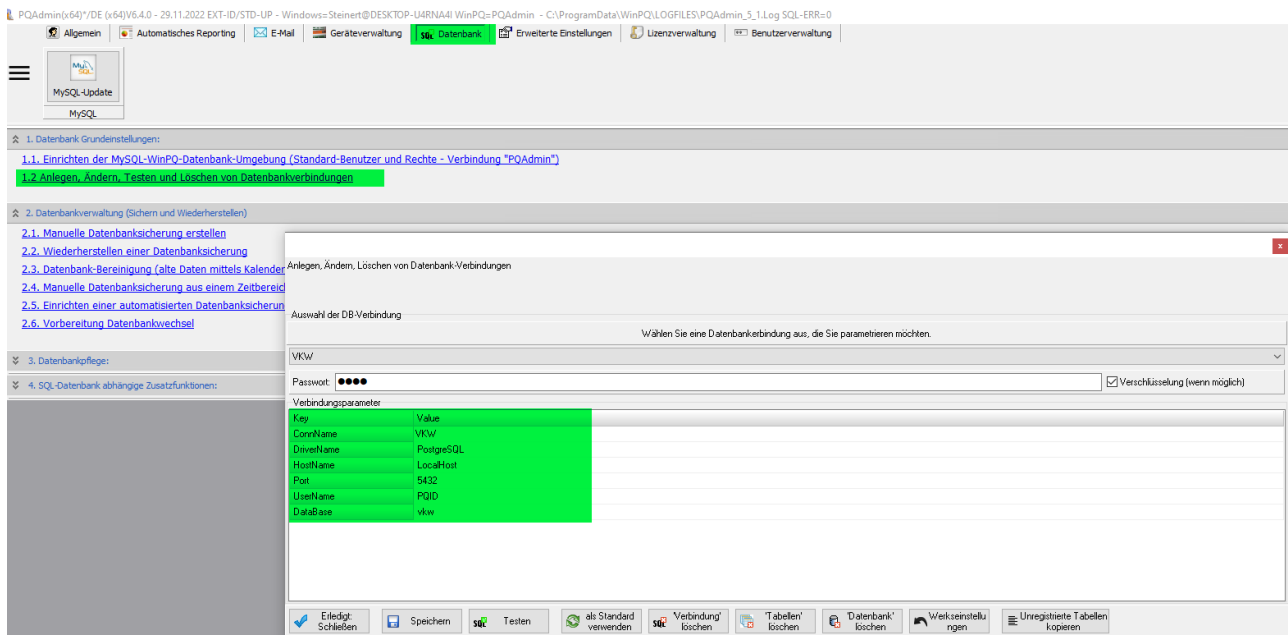 PQAdmin(x64)*/DE (x64)V6.4.0 - 29.11.2022 EXT-ID/STD-UP - Windows=Steinert@DESKTOP-U4RNA4I WinPQ=PQAdmin - C:\ProgramData\WinPQ\LOGFILES\PQAdmin_5_1.Log SQL-ERR=0
Allgemein Automatisches Reporting E-Mail Geräteverwaltung SQL Datenbank Erweiterte Einstellungen Lizenzverwaltung Benutzerverwaltung
MySQL
MySQL-Update
MySQL
1. Datenbank Grundeinstellungen:
1.1. Einrichten der MySQL-WinPQ-Datenbank-Umgebung (Standard-Benutzer und Rechte - Verbindung "PQAdmin")
1.2 Anlegen, Ändern, Testen und Löschen von Datenbankverbindungen
2. Datenbankverwaltung (Sichern und Wiederherstellen)
2.1. Manuelle Datenbanksicherung erstellen
2.2. Wiederherstellen einer Datenbanksicherung
2.3. Datenbank-Bereinigung (alte Daten mittels Kalender
2.4. Manuelle Datenbanksicherung aus einem Zeitbereic
2.5. Einrichten einer automatisierten Datenbanksicherun
2.6. Vorbereitung Datenbankwechsel
3. Datenbankpflege:
4. SQL-Datenbank abhängige Zusatzfunktionen:
x
Anlegen, Ändern, Löschen von Datenbank-Verbindungen
Auswahl der DB-Verbindung
Wählen Sie eine Datenbankerbindung aus, die Sie parametrieren möchten.
VKW
Passwort: ●●●● Verschlüsselung (wenn möglich)
Verbindungsparameter
Key Value
ConnName VKW
DriverName PostgreSQL
HostName LocalHost
Port 5432
UserName PQID
DataBase vkw
Erledigt: Schließen
Speichern
SQL Testen
als Standard verwenden
SQL 'Verbindung' löschen
'Tabellen' löschen
'Datenbank' löschen
Werkseinstellu ngen
Unregistrierte Tabellen kopieren